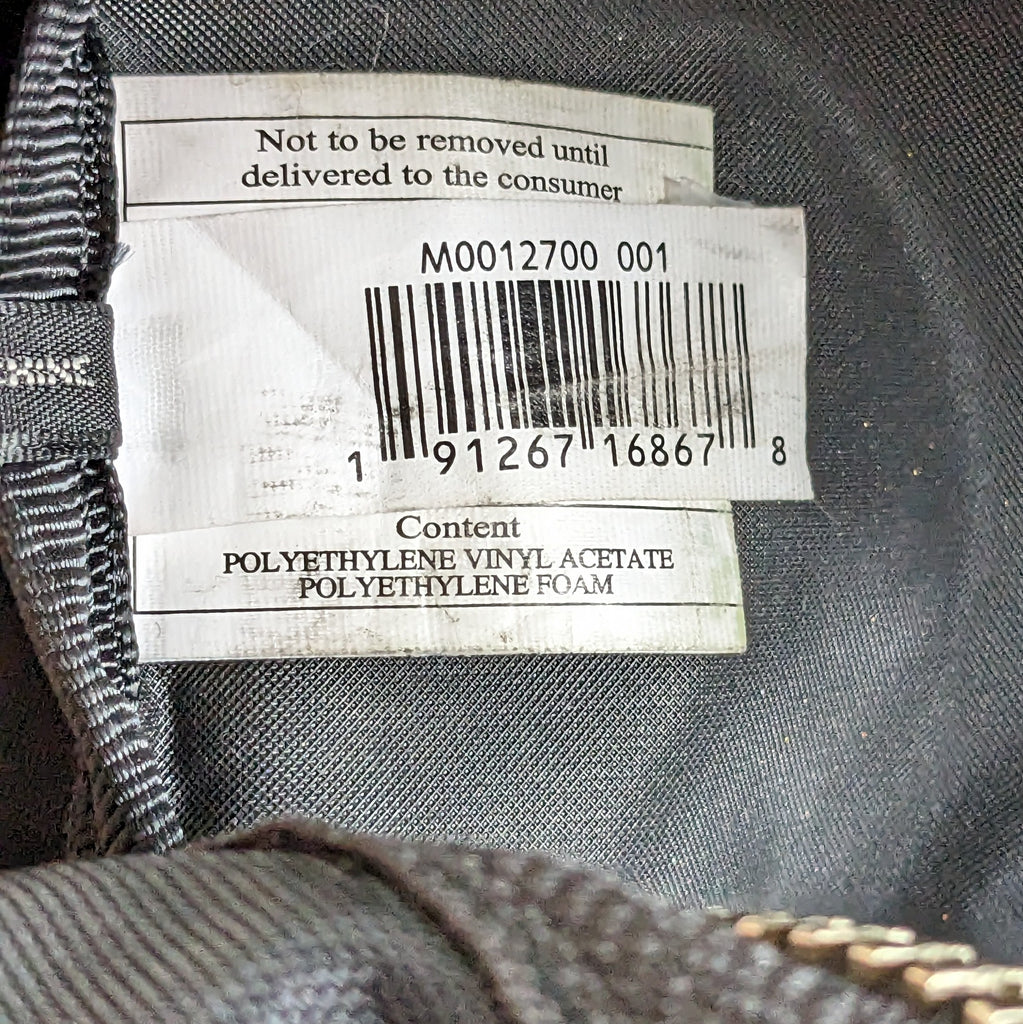 Not to be removed until
delivered to the consumer
M0012700 001
1 91267 16867 8
Content
POLYETHYLENE VINYL ACETATE
POLYETHYLENE FOAM